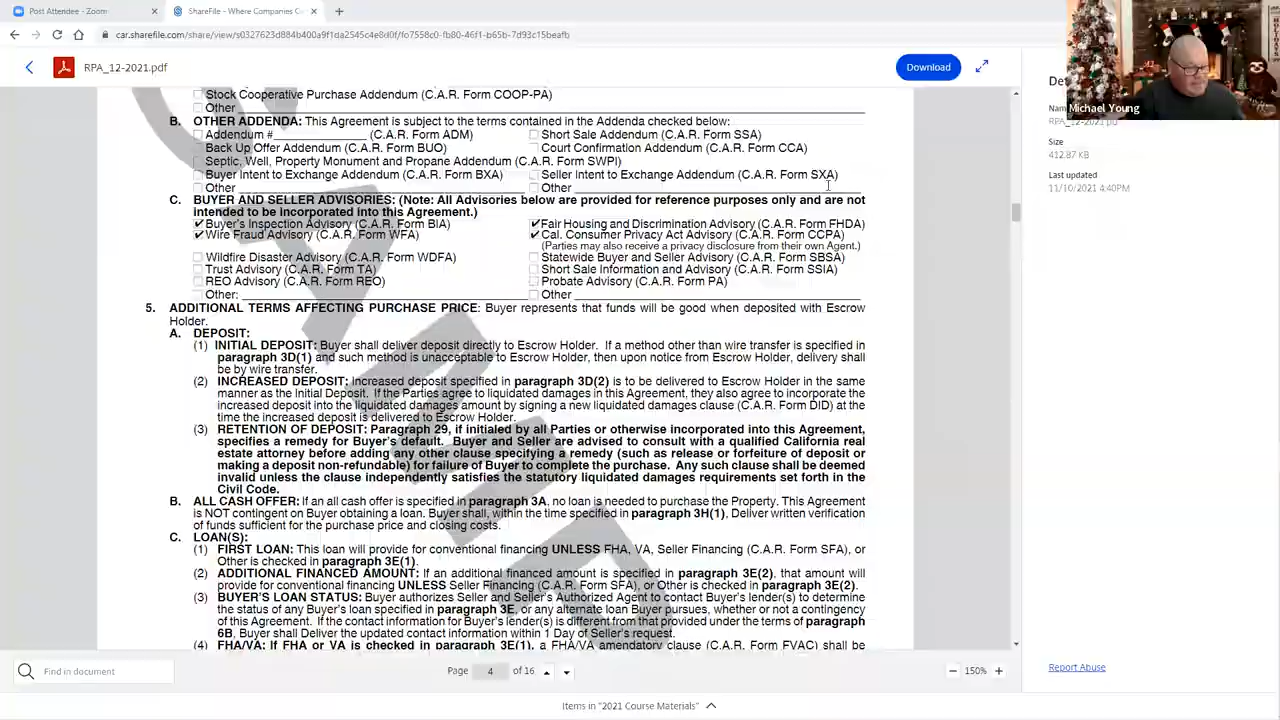 Post Attendee - Zoom
ShareFile - Where Companies C
car.sharefile.com/share/view/s0327623d884b400a9f1da2545c4e8d0f/fo7558c0-fb80-46f1-b65b-7d93c15beafb
RPA_12-2021.pdf
Download
Michael Young
Stock Cooperative Purchase Addendum (C.A.R. Form COOP-PA)
Other
B. OTHER ADDENDA: This Agreement is subject to the terms contained in the Addenda checked below:
Addendum # (C.A.R. Form ADM) Short Sale Addendum (C.A.R. Form SSA)
Back Up Offer Addendum (C.A.R. Form BUO) Court Confirmation Addendum (C.A.R. Form CCA)
Septic, Well, Property Monument and Propane Addendum (C.A.R. Form SWPI)
Buyer Intent to Exchange Addendum (C.A.R. Form BXA) Seller Intent to Exchange Addendum (C.A.R. Form SXA)
Other Other
C. BUYER AND SELLER ADVISORIES: (Note: All Advisories below are provided for reference purposes only and are not
intended to be incorporated into this Agreement.)
✔ Buyer's Inspection Advisory (C.A.R. Form BIA) ✔ Fair Housing and Discrimination Advisory (C.A.R. Form FHDA)
✔ Wire Fraud Advisory (C.A.R. Form WFA) ✔ Cal. Consumer Privacy Act Advisory (C.A.R. Form CCPA)
(Parties may also receive a privacy disclosure from their own Agent.)
Wildfire Disaster Advisory (C.A.R. Form WDFA) Statewide Buyer and Seller Advisory (C.A.R. Form SBSA)
Trust Advisory (C.A.R. Form TA) Short Sale Information and Advisory (C.A.R. Form SSIA)
REO Advisory (C.A.R. Form REO) Probate Advisory (C.A.R. Form PA)
Other: Other
5. ADDITIONAL TERMS AFFECTING PURCHASE PRICE: Buyer represents that funds will be good when deposited with Escrow
Holder.
A. DEPOSIT:
(1) INITIAL DEPOSIT: Buyer shall deliver deposit directly to Escrow Holder. If a method other than wire transfer is specified in
paragraph 3D(1) and such method is unacceptable to Escrow Holder, then upon notice from Escrow Holder, delivery shall
be by wire transfer.
(2) INCREASED DEPOSIT: Increased deposit specified in paragraph 3D(2) is to be delivered to Escrow Holder in the same
manner as the Initial Deposit. If the Parties agree to liquidated damages in this Agreement, they also agree to incorporate the
increased deposit into the liquidated damages amount by signing a new liquidated damages clause (C.A.R. Form DID) at the
time the increased deposit is delivered to Escrow Holder.
(3) RETENTION OF DEPOSIT: Paragraph 29, if initialed by all Parties or otherwise incorporated into this Agreement,
specifies a remedy for Buyer's default. Buyer and Seller are advised to consult with a qualified California real
estate attorney before adding any other clause specifying a remedy (such as release or forfeiture of deposit or
making a deposit non-refundable) for failure of Buyer to complete the purchase. Any such clause shall be deemed
invalid unless the clause independently satisfies the statutory liquidated damages requirements set forth in the
Civil Code.
B. ALL CASH OFFER: If an all cash offer is specified in paragraph 3A, no loan is needed to purchase the Property. This Agreement
is NOT contingent on Buyer obtaining a loan. Buyer shall, within the time specified in paragraph 3H(1), Deliver written verification
of funds sufficient for the purchase price and closing costs.
C. LOAN(S):
(1) FIRST LOAN: This loan will provide for conventional financing UNLESS FHA, VA, Seller Financing (C.A.R. Form SFA), or
Other is checked in paragraph 3E(1).
(2) ADDITIONAL FINANCED AMOUNT: If an additional financed amount is specified in paragraph 3E(2), that amount will
provide for conventional financing UNLESS Seller Financing (C.A.R. Form SFA), or Other is checked in paragraph 3E(2).
(3) BUYER'S LOAN STATUS: Buyer authorizes Seller and Seller's Authorized Agent to contact Buyer's lender(s) to determine
the status of any Buyer's loan specified in paragraph 3E, or any alternate loan Buyer pursues, whether or not a contingency
of this Agreement. If the contact information for Buyer's lender(s) is different from that provided under the terms of paragraph
6B, Buyer shall Deliver the updated contact information within 1 Day of Seller's request.
(4) FHA/VA: If FHA or VA is checked in paragraph 3E(1), a FHA/VA amendatory clause (C.A.R. Form FVAC) shall be
Size
412.87 KB
Last updated
11/10/2021 4:40PM
Report Abuse
Find in document
Page 4 of 16
150%
Items in "2021 Course Materials"